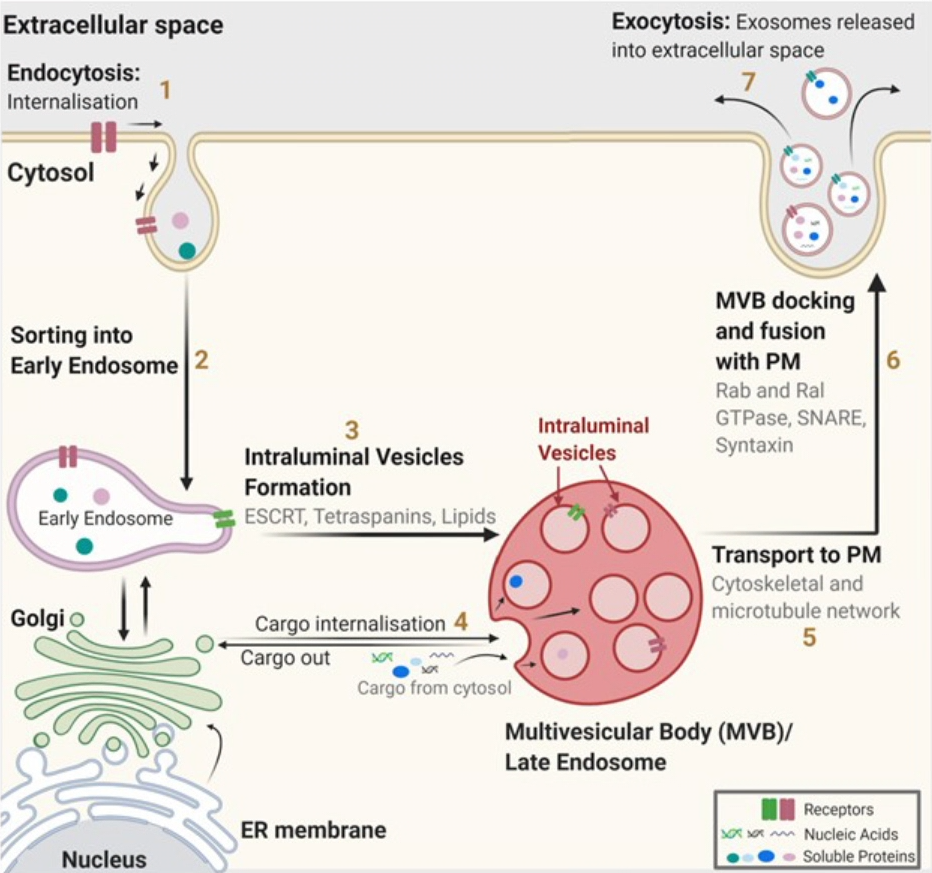 Extracellular space
Endocytosis:
Internalisation
1
Cytosol
Exocytosis: Exosomes released
into extracellular space
7
Sorting into
Early Endosome
2
MVB docking
and fusion
with PM
Rab and Ral
GTPase, SNARE,
Syntaxin
6
3
Intraluminal Vesicles
Formation
ESCRT, Tetraspanins, Lipids
Intraluminal
Vesicles
Early Endosome
Transport to PM
Cytoskeletal and
microtubule network
5
Golgi
Cargo internalisation 4
Cargo out
Cargo from cytosol
Multivesicular Body (MVB)/
Late Endosome
ER membrane
Nucleus
Receptors
Nucleic Acids
Soluble Proteins